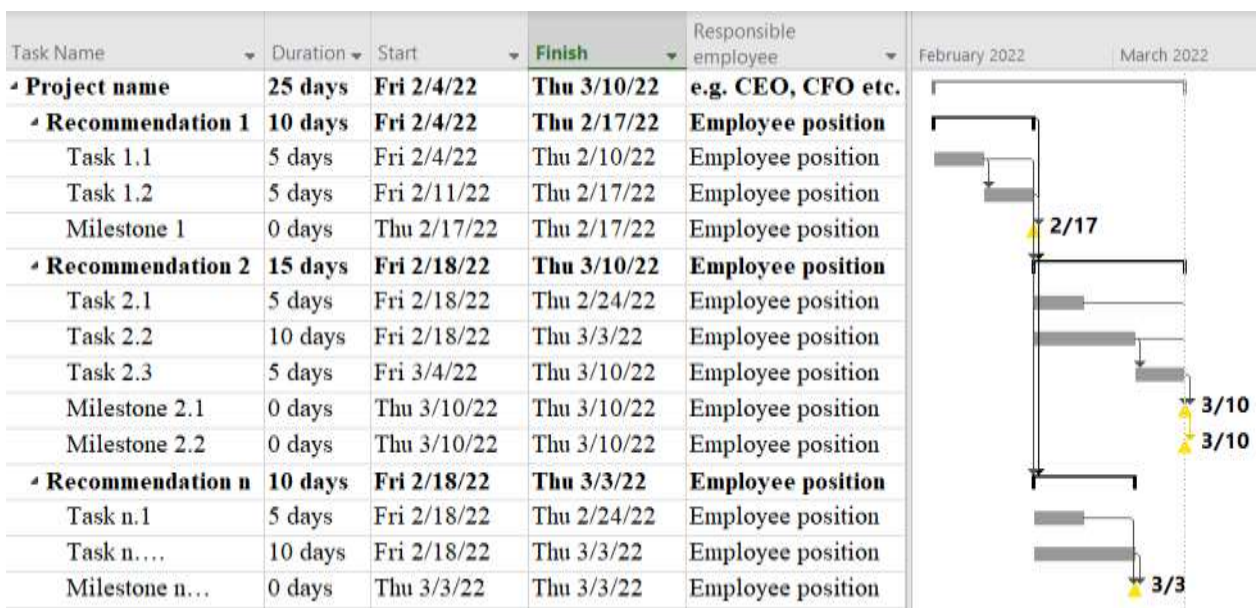 Task Name Duration Start Finish Responsible employee February 2022 March 2022
Project name 25 days Fri 2/4/22 Thu 3/10/22 e.g. CEO, CFO etc.
Recommendation 1 10 days Fri 2/4/22 Thu 2/17/22 Employee position
Task 1.1 5 days Fri 2/4/22 Thu 2/10/22 Employee position
Task 1.2 5 days Fri 2/11/22 Thu 2/17/22 Employee position
Milestone 1 0 days Thu 2/17/22 Thu 2/17/22 Employee position 2/17
Recommendation 2 15 days Fri 2/18/22 Thu 3/10/22 Employee position
Task 2.1 5 days Fri 2/18/22 Thu 2/24/22 Employee position
Task 2.2 10 days Fri 2/18/22 Thu 3/3/22 Employee position
Task 2.3 5 days Fri 3/4/22 Thu 3/10/22 Employee position
Milestone 2.1 0 days Thu 3/10/22 Thu 3/10/22 Employee position 3/10
Milestone 2.2 0 days Thu 3/10/22 Thu 3/10/22 Employee position 3/10
Recommendation n 10 days Fri 2/18/22 Thu 3/3/22 Employee position
Task n.1 5 days Fri 2/18/22 Thu 2/24/22 Employee position
Task n.… 10 days Fri 2/18/22 Thu 3/3/22 Employee position
Milestone n… 0 days Thu 3/3/22 Thu 3/3/22 Employee position 3/3